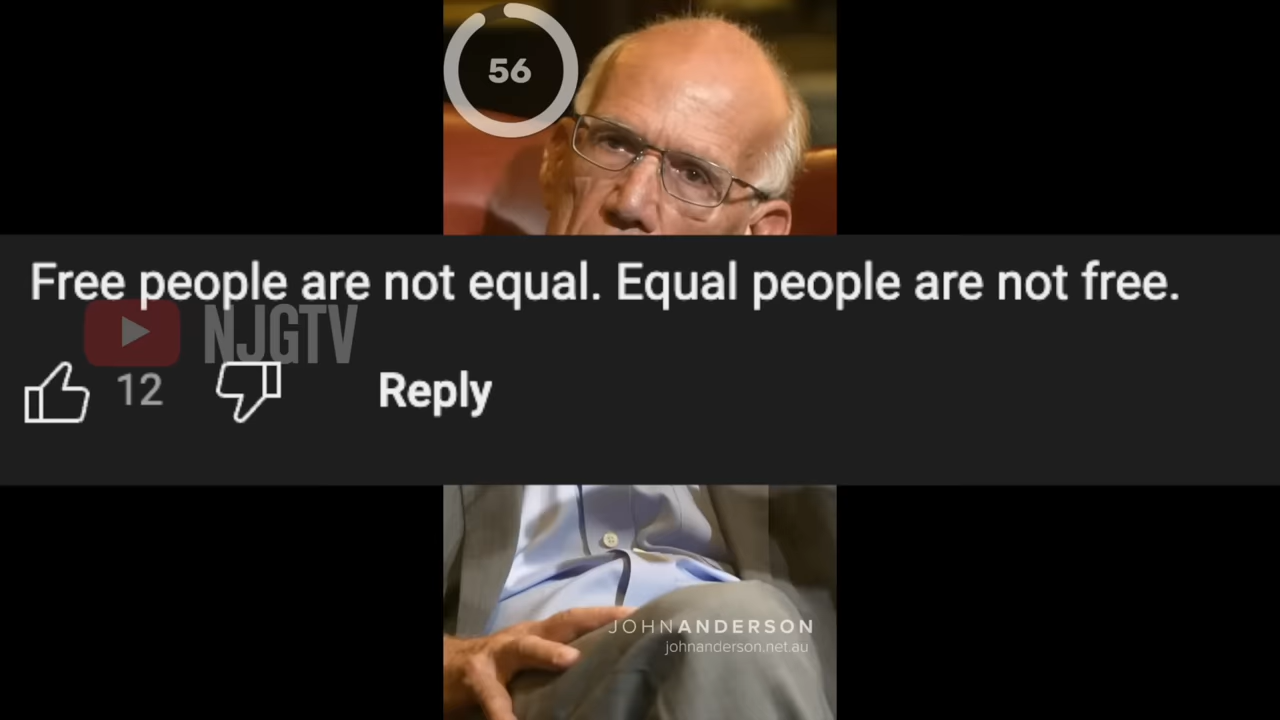 56
Free people are not equal. Equal people are not free.
NJGTV
12
Reply
JOHNANDERSON
johnanderson.net.au